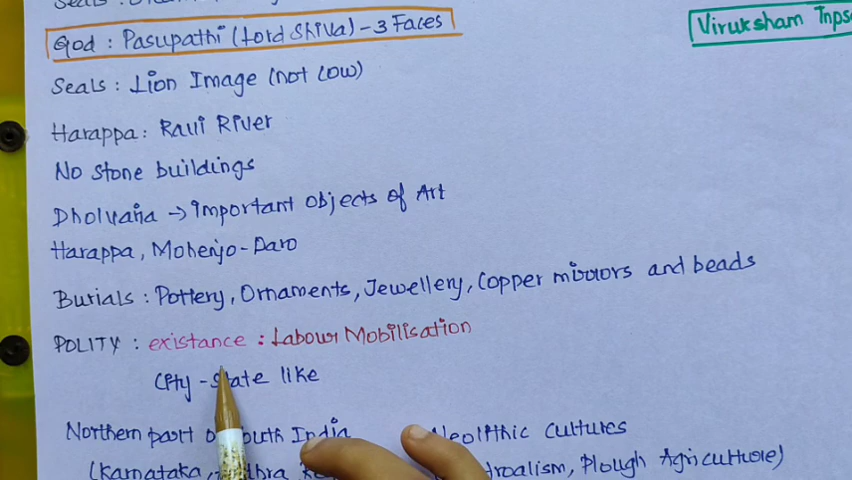 Seals :
God : Pasupathi (Lord Shiva) - 3 Faces
Viruksham Tnpsc
Seals : Lion Image (not Cow)
Harappa : Ravi River
No Stone buildings
Dholvaria → important objects of Art
Harappa, Mohenjo-Daro
Burials : Pottery, Ornaments, Jewellery, Copper mirrors and beads
POLITY : existance : Labour Mobilisation
City - State like
Northern part South India Neolithic Cultures
(Karnataka, Plough Agriculture)